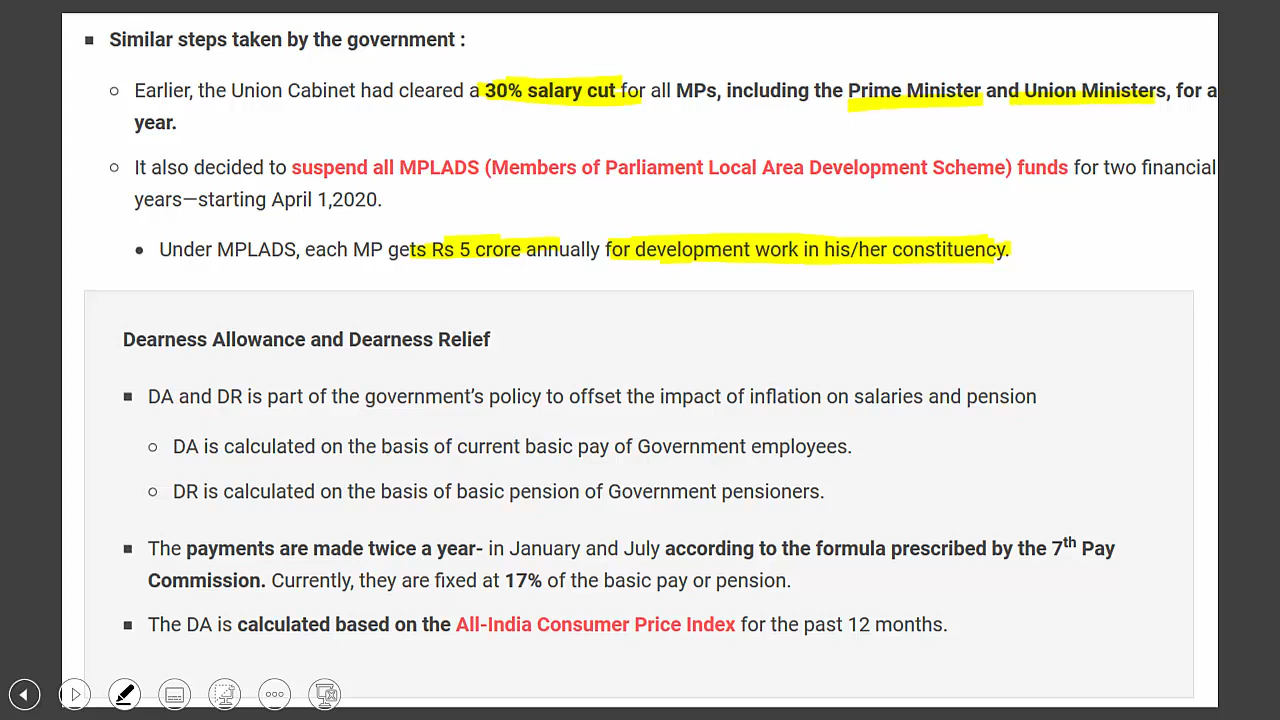 Similar steps taken by the government :
Earlier, the Union Cabinet had cleared a 30% salary cut for all MPs, including the Prime Minister and Union Ministers, for a
year.
It also decided to suspend all MPLADS (Members of Parliament Local Area Development Scheme) funds for two financial
years—starting April 1,2020.
Under MPLADS, each MP gets Rs 5 crore annually for development work in his/her constituency.
Dearness Allowance and Dearness Relief
DA and DR is part of the government’s policy to offset the impact of inflation on salaries and pension
DA is calculated on the basis of current basic pay of Government employees.
DR is calculated on the basis of basic pension of Government pensioners.
The payments are made twice a year- in January and July according to the formula prescribed by the 7th Pay
Commission. Currently, they are fixed at 17% of the basic pay or pension.
The DA is calculated based on the All-India Consumer Price Index for the past 12 months.